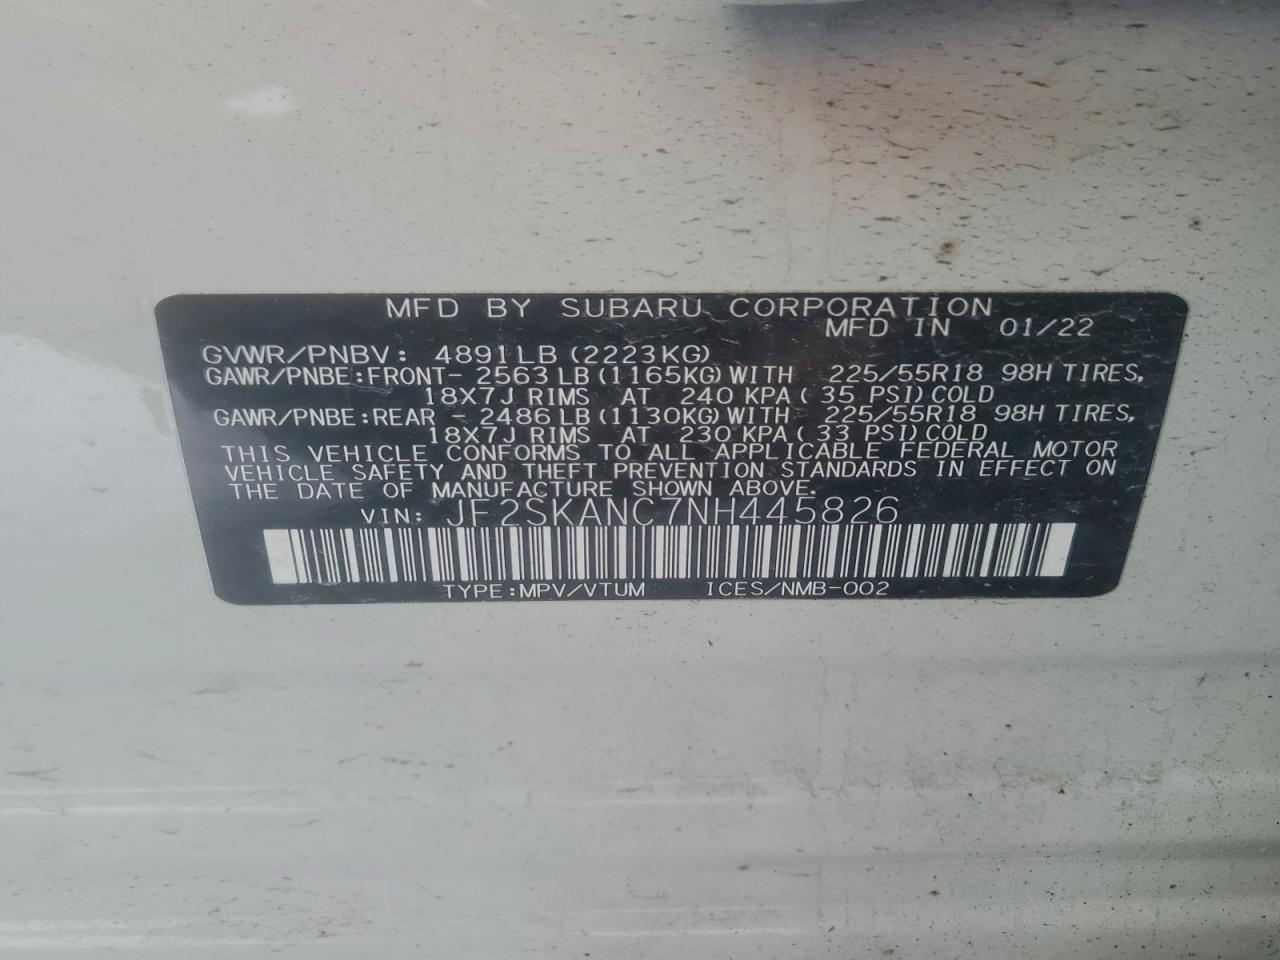 MFD BY SUBARU CORPORATION
MFD IN 01/22
GVWR/PNBV: 4891LB (2223KG)
GAWR/PNBE:FRONT- 2563 LB (1165KG) WITH 225/55R18 98H TIRES,
18X7J RIMS AT 240 KPA ( 35 PSI) COLD
GAWR/PNBE:REAR - 2486 LB (1130KG) WITH 225/55R18 98H TIRES,
18X7J RIMS AT 230 KPA ( 33 PSI) COLD
THIS VEHICLE CONFORMS TO ALL APPLICABLE FEDERAL MOTOR
VEHICLE SAFETY AND THEFT PREVENTION STANDARDS IN EFFECT ON
THE DATE OF MANUFACTURE SHOWN ABOVE.
VIN: JF2SKANC7NH445826
TYPE:MPV/VTUM ICES/NMB-002